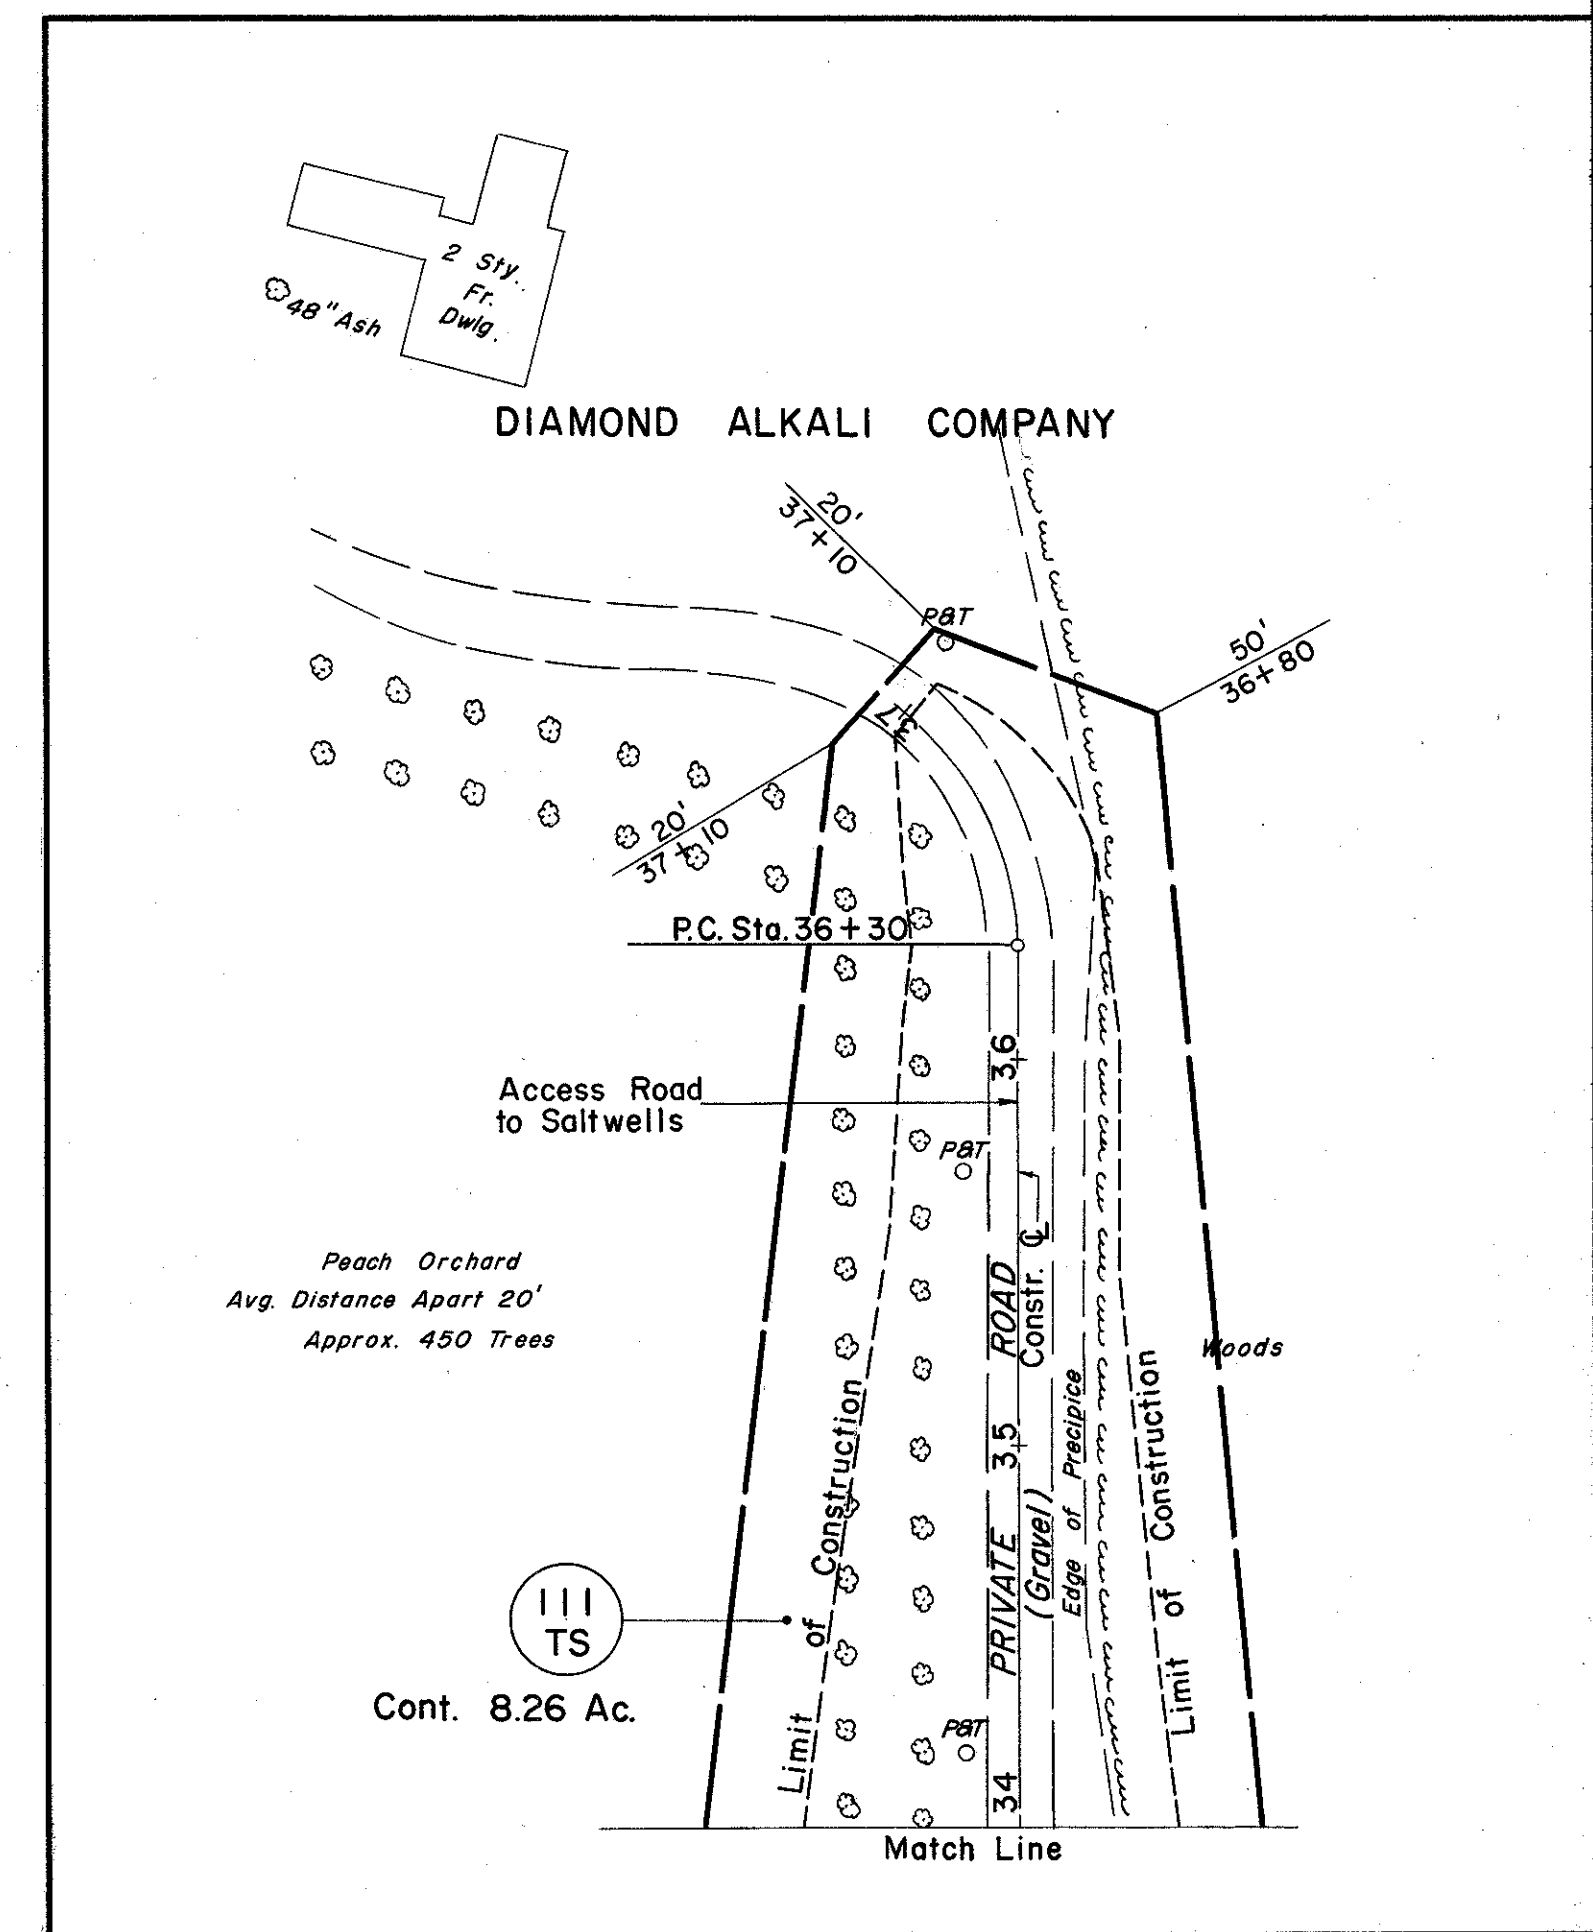 2 Sty.
Fr.
Dwlg.
48" Ash
DIAMOND ALKALI COMPANY
20'
37+10
P&T
50'
36+80
37
20'
37+10
P.C. Sta. 36+30
36
Access Road
to Saltwells
P&T
Constr. ℄
Peach Orchard
Avg. Distance Apart 20'
Approx. 450 Trees
Woods
35
PRIVATE ROAD
(Gravel)
Edge of Precipice
Limit of Construction
Limit of Construction
111
TS
Cont. 8.26 Ac.
P&T
34
Match Line